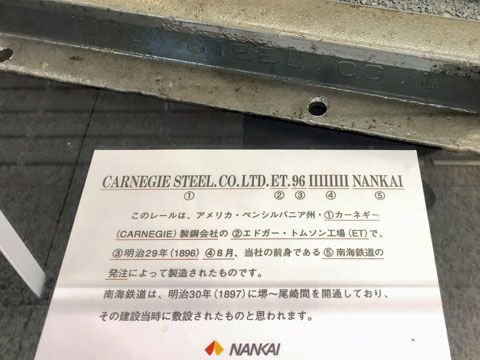 STEEL CO
CARNEGIE STEEL.CO.LTD.ET.96 IIIIIIII NANKAI
① ② ③ ④ ⑤
このレールは、アメリカ・ペンシルバニア州・①カーネギー
(CARNEGIE)製鋼会社の②エドガー・トムソン工場(ET)で、
③明治29年(1896)④8月、当社の前身である⑤南海鉄道の
発注によって製造されたものです。
南海鉄道は、明治30年(1897)に堺～尾崎間を開通しており、
その建設当時に敷設されたものと思われます。
NANKAI